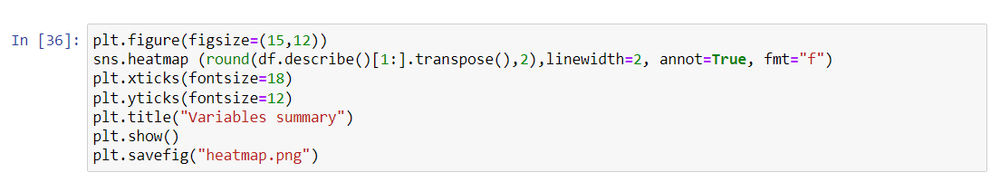 In [36]: plt.figure(figsize=(15,12))
sns.heatmap (round(df.describe()[1:].transpose(),2),linewidth=2, annot=True, fmt="f")
plt.xticks(fontsize=18)
plt.yticks(fontsize=12)
plt.title("Variables summary")
plt.show()
plt.savefig("heatmap.png")